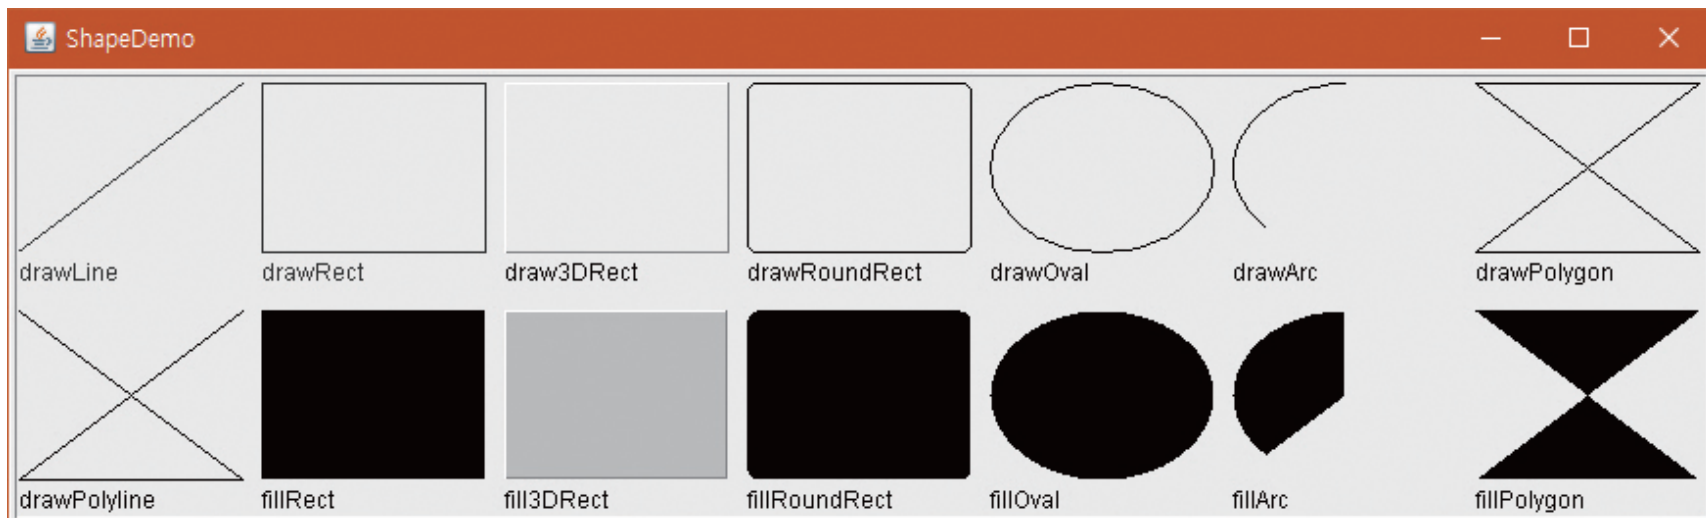 ShapeDemo
drawLine drawRect draw3DRect drawRoundRect drawOval drawArc drawPolygon
drawPolyline fillRect fill3DRect fillRoundRect fillOval fillArc fillPolygon